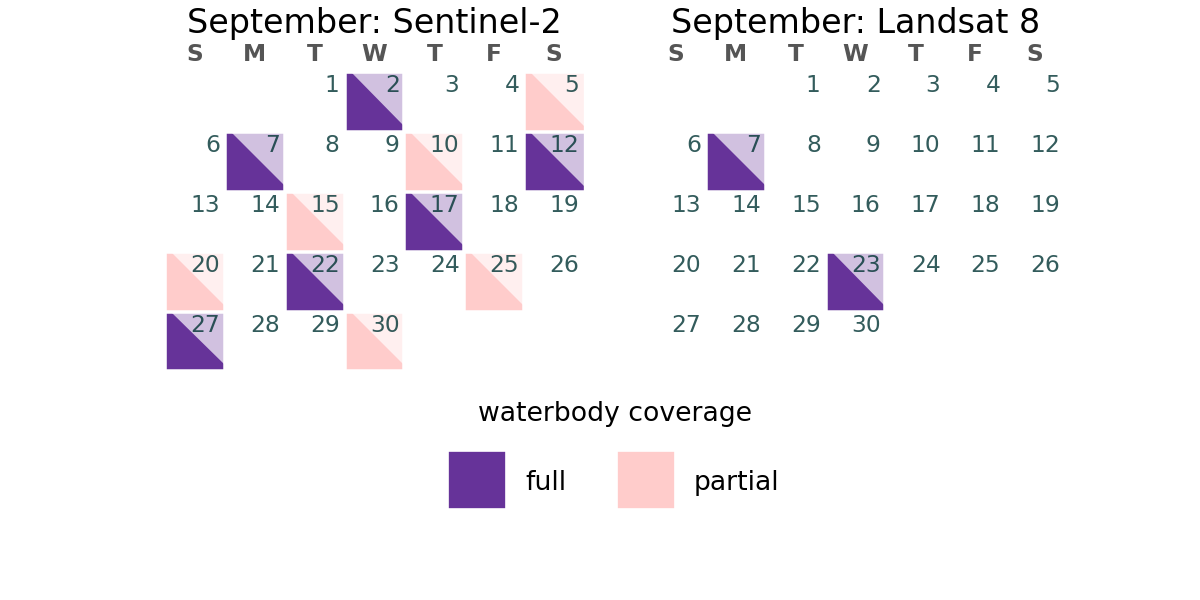 September: Sentinel-2
S M T W T F S
1 2 3 4 5
6 7 8 9 10 11 12
13 14 15 16 17 18 19
20 21 22 23 24 25 26
27 28 29 30
September: Landsat 8
S M T W T F S
1 2 3 4 5
6 7 8 9 10 11 12
13 14 15 16 17 18 19
20 21 22 23 24 25 26
27 28 29 30
waterbody coverage
full partial